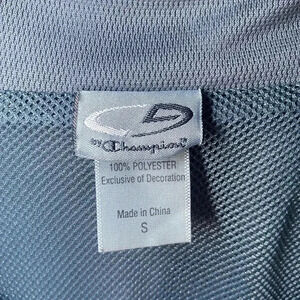 by Champion®
100% POLYESTER
Exclusive of Decoration
Made in China
S